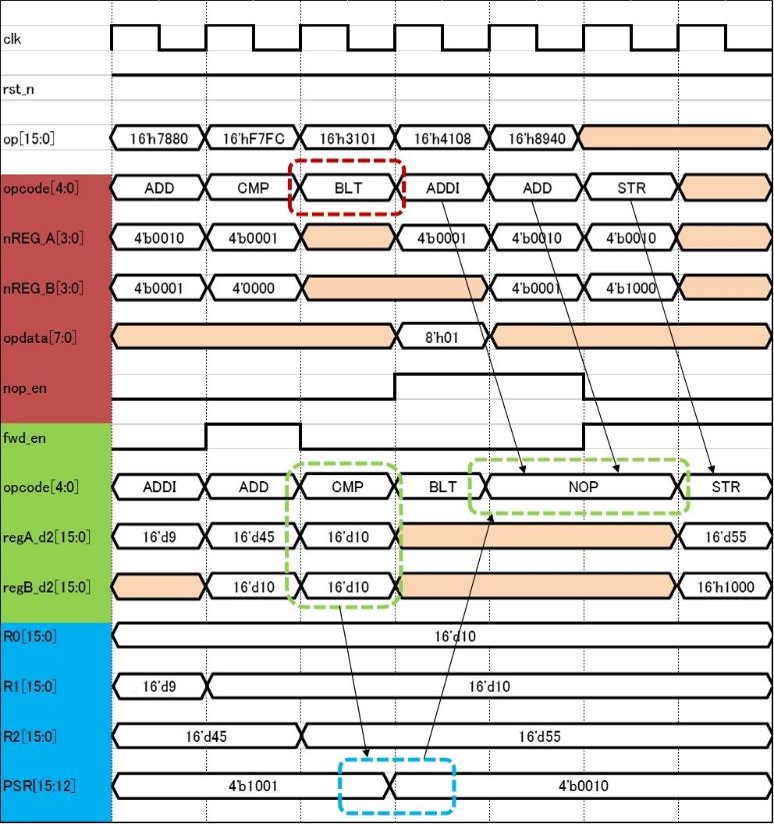 clk
rst_n
op[15:0] 16'h7880 16'hF7FC 16'h3101 16'h4108 16'h8940
opcode[4:0] ADD CMP BLT ADDI ADD STR
nREG_A[3:0] 4'b0010 4'b0001 4'b0001 4'b0010 4'b0010
nREG_B[3:0] 4'b0001 4'0000 4'b0001 4'b1000
opdata[7:0] 8'h01
nop_en
fwd_en
opcode[4:0] ADDI ADD CMP BLT NOP STR
regA_d2[15:0] 16'd9 16'd45 16'd10 16'd55
regB_d2[15:0] 16'd10 16'd10 16'h1000
R0[15:0] 16'd10
R1[15:0] 16'd9 16'd10
R2[15:0] 16'd45 16'd55
PSR[15:12] 4'b1001 4'b0010